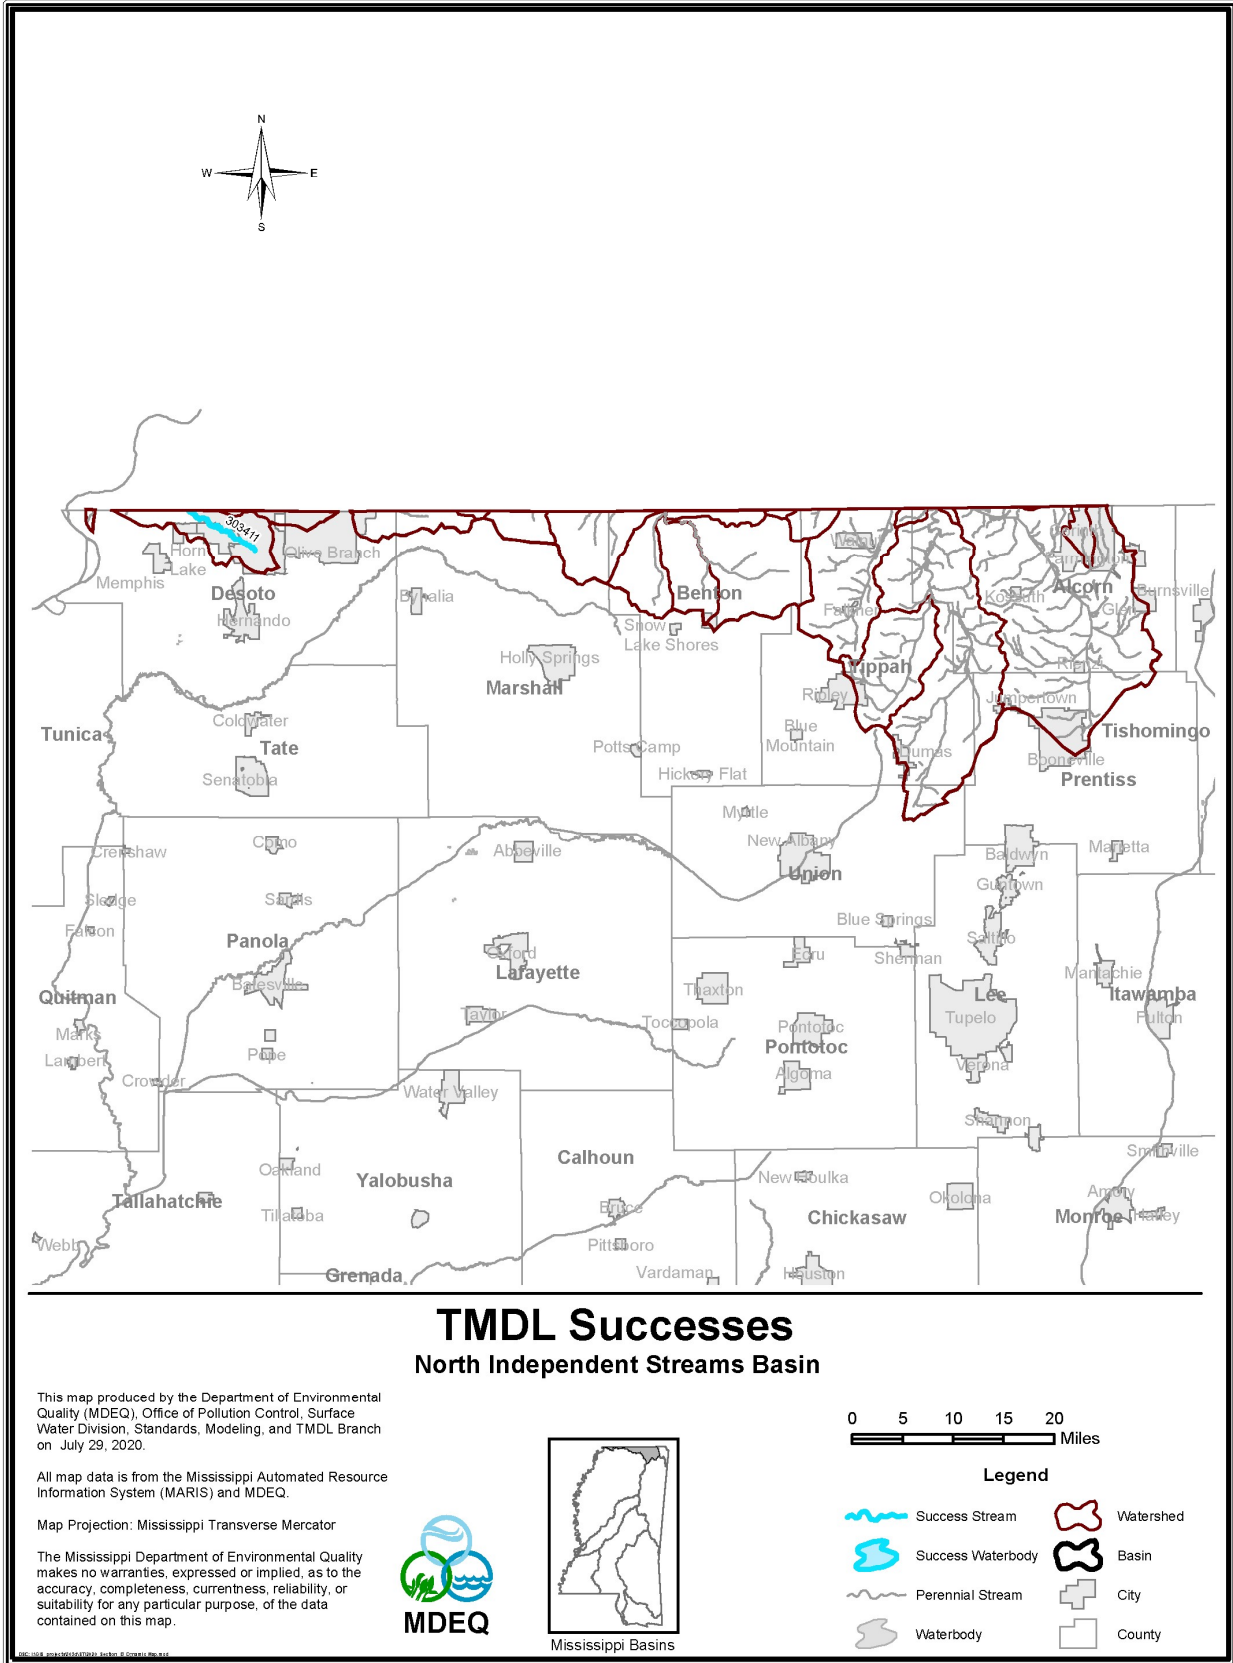 N
W
E
S
303411
Horn
Lake
Olive Branch
Memphis
Desoto
Hernando
Byhalia
Snow
Lake Shores
Benton
Walnut
Falkner
Corinth
Farmington
Alcorn
Kossuth
Glen
Burnsville
Holly Springs
Marshall
Tippah
Rienzi
Ripley
Jumpertown
Coldwater
Tunica
Tate
Potts Camp
Blue
Mountain
Dumas
Tishomingo
Booneville
Senatobia
Hickory Flat
Prentiss
Myrtle
Crenshaw
Como
Abbeville
New Albany
Union
Baldwyn
Marietta
Guntown
Sledge
Sardis
Blue Springs
Falcon
Panola
Oxford
Ecru
Sherman
Saltillo
Lafayette
Mantachie
Batesville
Thaxton
Lee
Itawamba
Quitman
Taylor
Toccopola
Pontotoc
Tupelo
Fulton
Marks
Pontotoc
Lambert
Pope
Verona
Crowder
Algoma
Water Valley
Shannon
Smithville
Calhoun
Oakland
Yalobusha
New Houlka
Okolona
Amory
Tallahatchie
Tillatoba
Bruce
Chickasaw
Monroe
Hatley
Webb
Pittsboro
Grenada
Vardaman
Houston
TMDL Successes
North Independent Streams Basin
This map produced by the Department of Environmental
Quality (MDEQ), Office of Pollution Control, Surface
Water Division, Standards, Modeling, and TMDL Branch
on July 29, 2020.
All map data is from the Mississippi Automated Resource
Information System (MARIS) and MDEQ.
Map Projection: Mississippi Transverse Mercator
The Mississippi Department of Environmental Quality
makes no warranties, expressed or implied, as to the
accuracy, completeness, currentness, reliability, or
suitability for any particular purpose, of the data
contained on this map.
MDEQ
Mississippi Basins
0 5 10 15 20
Miles
Legend
Success Stream
Watershed
Success Waterbody
Basin
Perennial Stream
City
Waterbody
County